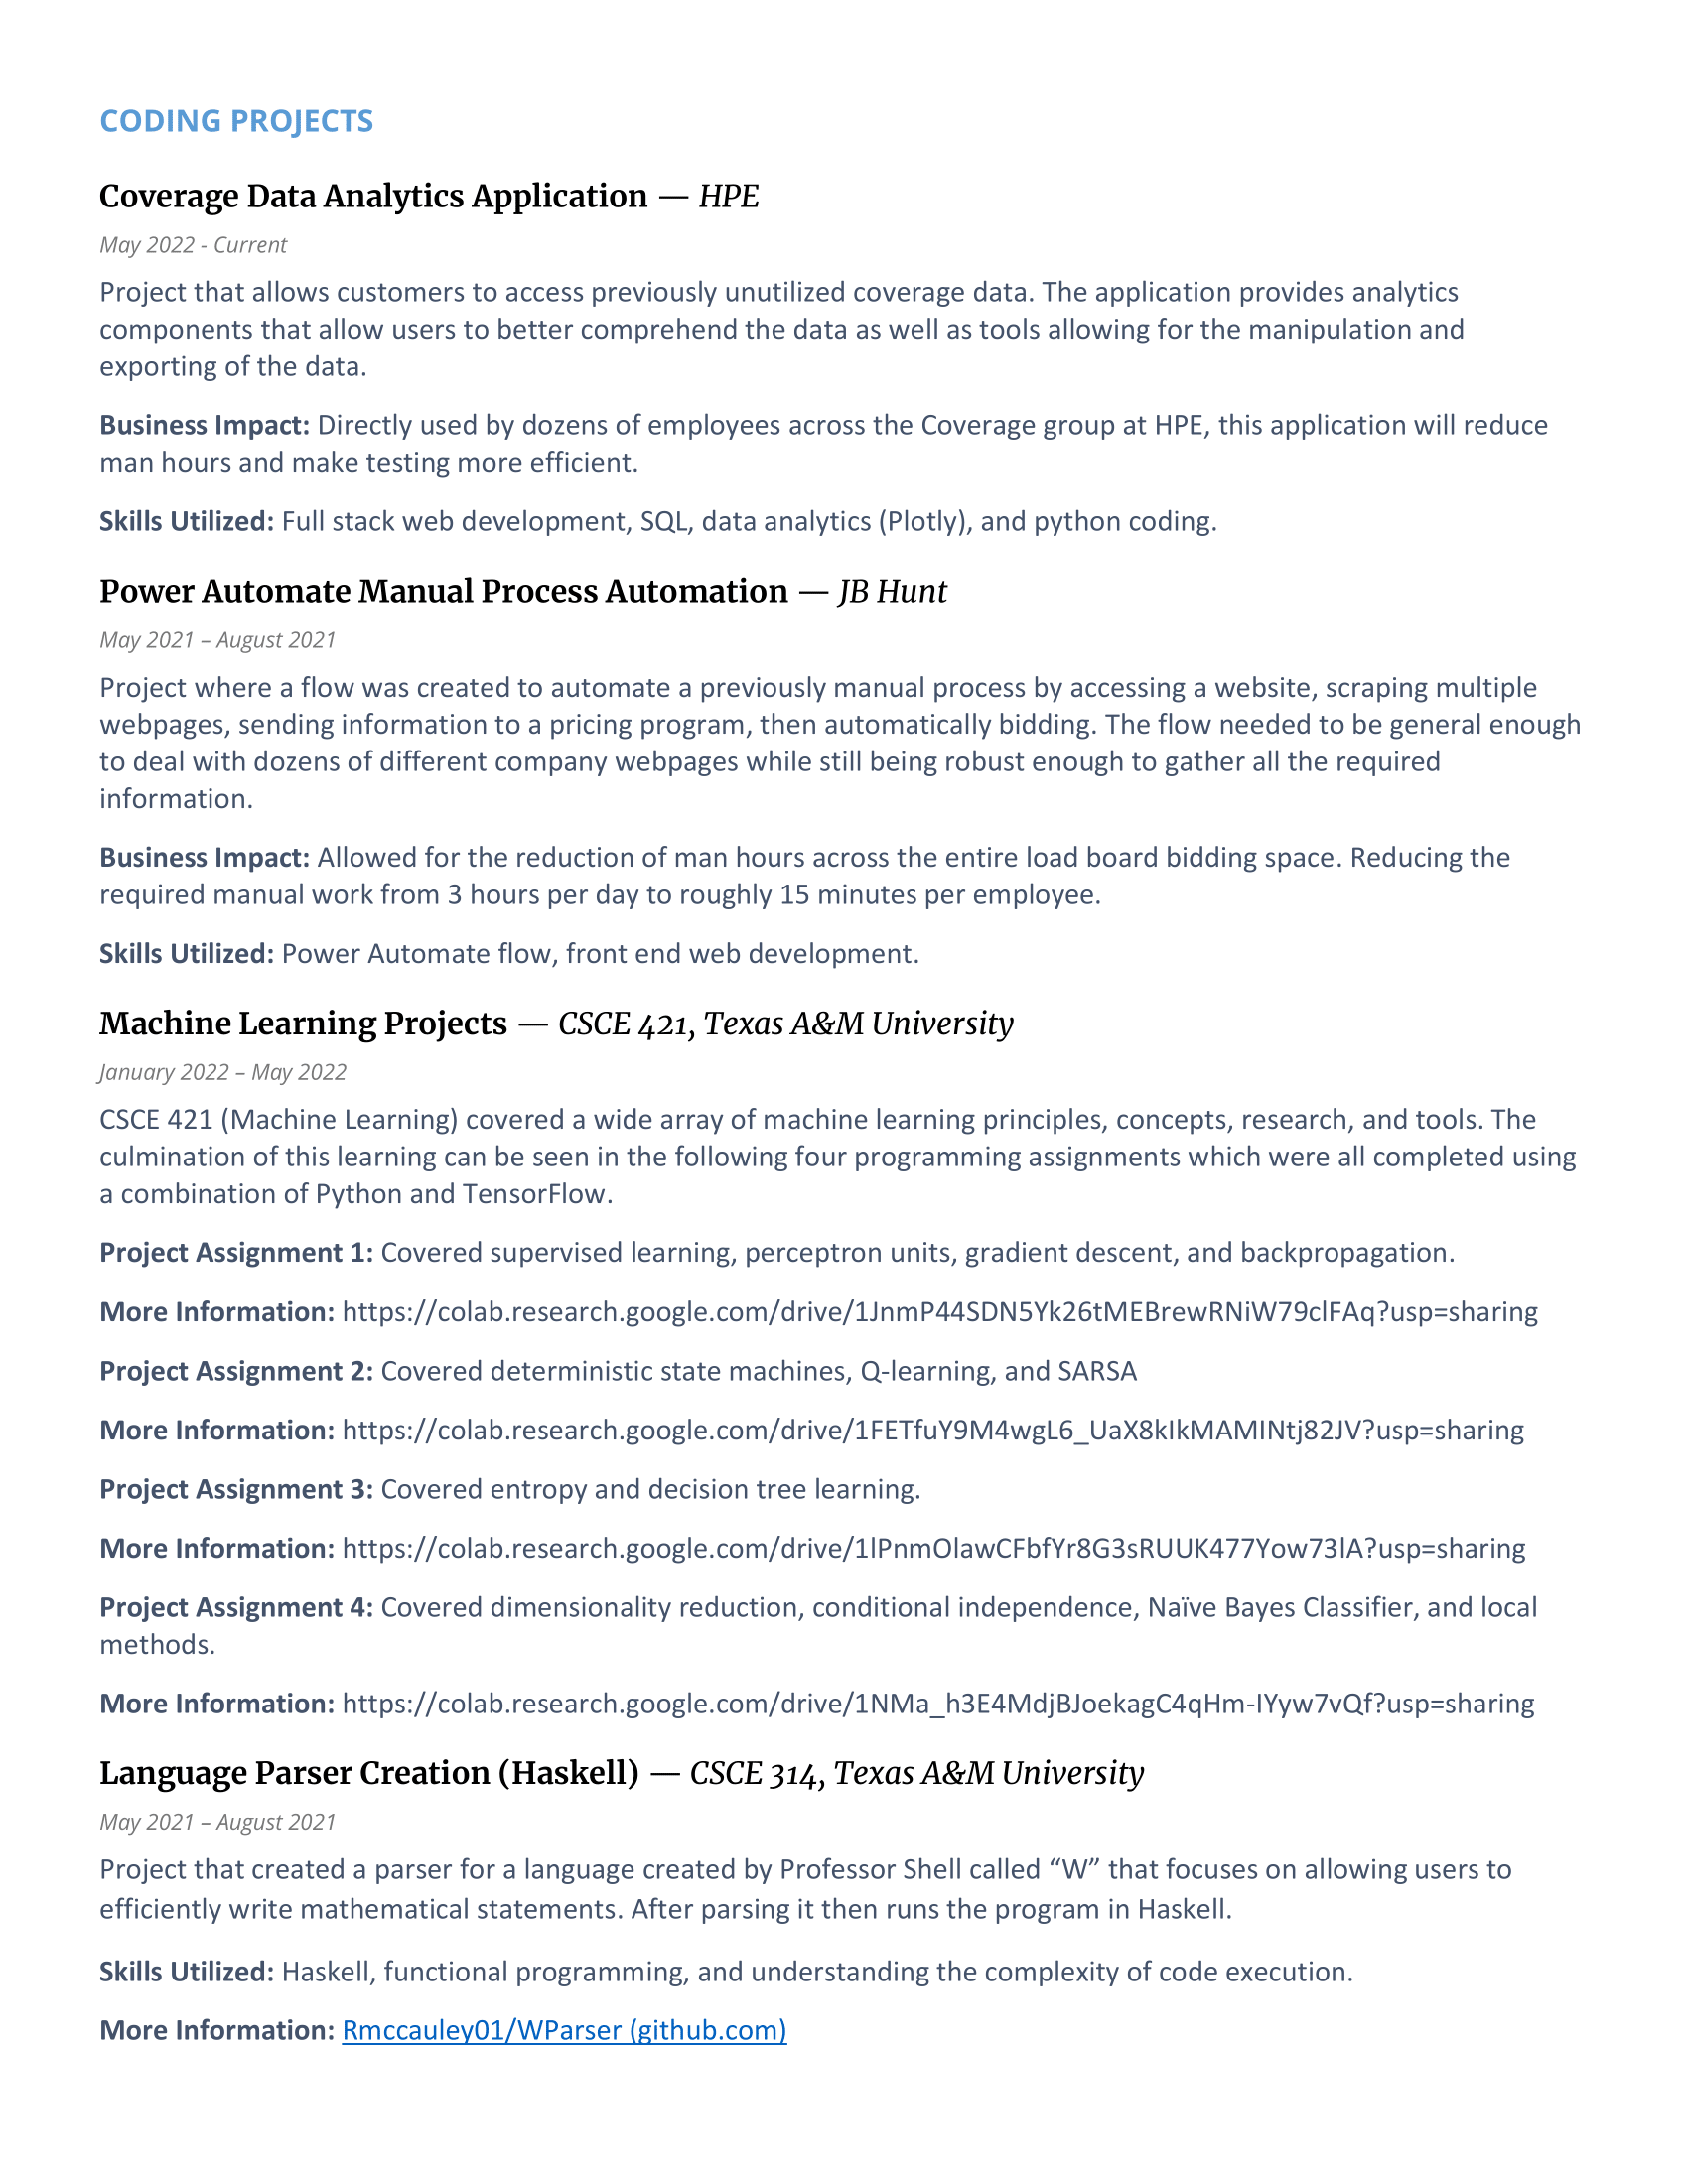 CODING PROJECTS
Coverage Data Analytics Application — HPE
May 2022 - Current
Project that allows customers to access previously unutilized coverage data. The application provides analytics
components that allow users to better comprehend the data as well as tools allowing for the manipulation and
exporting of the data.
Business Impact: Directly used by dozens of employees across the Coverage group at HPE, this application will reduce
man hours and make testing more efficient.
Skills Utilized: Full stack web development, SQL, data analytics (Plotly), and python coding.
Power Automate Manual Process Automation — JB Hunt
May 2021 – August 2021
Project where a flow was created to automate a previously manual process by accessing a website, scraping multiple
webpages, sending information to a pricing program, then automatically bidding. The flow needed to be general enough
to deal with dozens of different company webpages while still being robust enough to gather all the required
information.
Business Impact: Allowed for the reduction of man hours across the entire load board bidding space. Reducing the
required manual work from 3 hours per day to roughly 15 minutes per employee.
Skills Utilized: Power Automate flow, front end web development.
Machine Learning Projects — CSCE 421, Texas A&M University
January 2022 – May 2022
CSCE 421 (Machine Learning) covered a wide array of machine learning principles, concepts, research, and tools. The
culmination of this learning can be seen in the following four programming assignments which were all completed using
a combination of Python and TensorFlow.
Project Assignment 1: Covered supervised learning, perceptron units, gradient descent, and backpropagation.
More Information: https://colab.research.google.com/drive/1JnmP44SDN5Yk26tMEBrewRNiW79clFAq?usp=sharing
Project Assignment 2: Covered deterministic state machines, Q-learning, and SARSA
More Information: https://colab.research.google.com/drive/1FETfuY9M4wgL6_UaX8kIkMAMINtj82JV?usp=sharing
Project Assignment 3: Covered entropy and decision tree learning.
More Information: https://colab.research.google.com/drive/1lPnmOlawCFbfYr8G3sRUUK477Yow73lA?usp=sharing
Project Assignment 4: Covered dimensionality reduction, conditional independence, Naïve Bayes Classifier, and local
methods.
More Information: https://colab.research.google.com/drive/1NMa_h3E4MdjBJoekagC4qHm-IYyw7vQf?usp=sharing
Language Parser Creation (Haskell) — CSCE 314, Texas A&M University
May 2021 – August 2021
Project that created a parser for a language created by Professor Shell called “W” that focuses on allowing users to
efficiently write mathematical statements. After parsing it then runs the program in Haskell.
Skills Utilized: Haskell, functional programming, and understanding the complexity of code execution.
More Information: Rmccauley01/WParser (github.com)